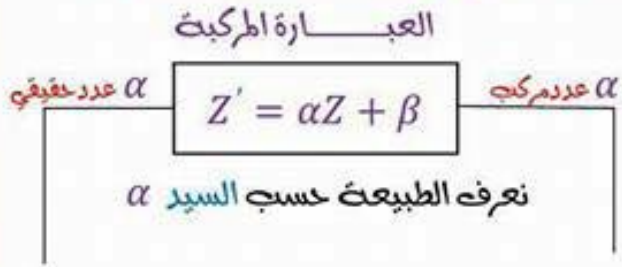 العبـــــارة المركبة
α عدد مركب
Z′ = αZ + β
α عدد حقيقي
نعرف الطبيعة حسب السيد α